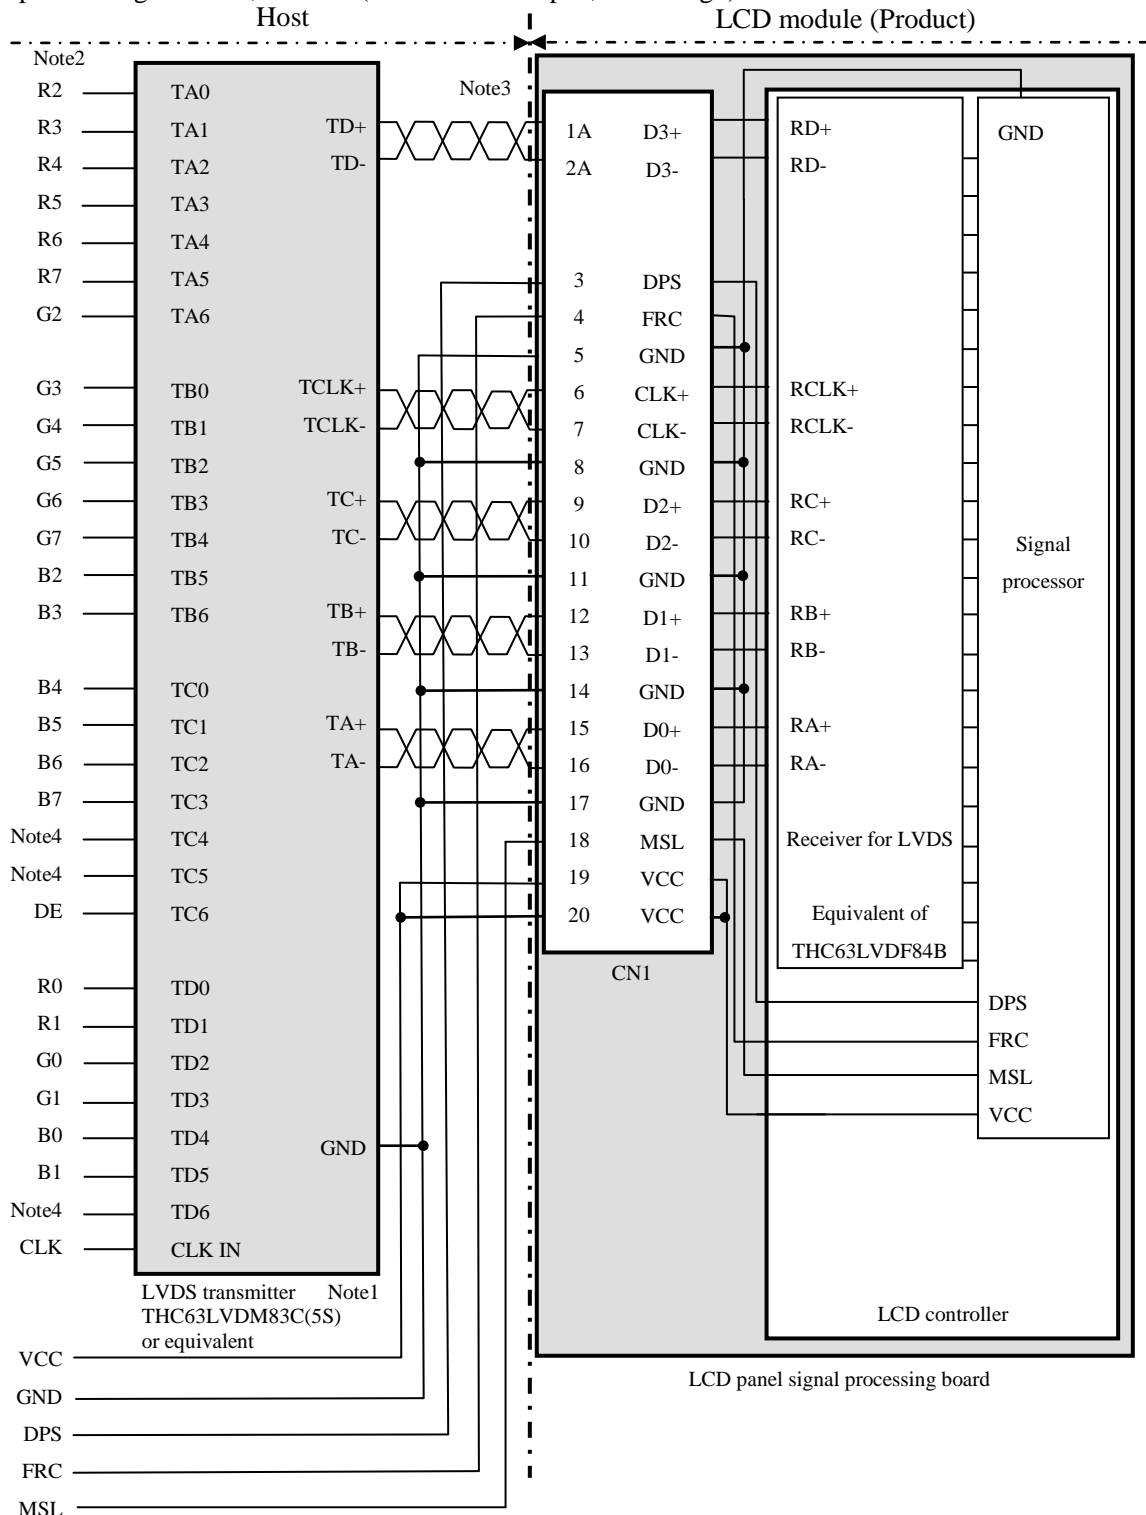 Host
LCD module (Product)
Note2
R2
R3
R4
R5
R6
R7
G2
G3
G4
G5
G6
G7
B2
B3
B4
B5
B6
B7
Note4
Note4
DE
R0
R1
G0
G1
B0
B1
Note4
CLK
VCC
GND
DPS
FRC
MSL
TA0
TA1
TA2
TA3
TA4
TA5
TA6
TB0
TB1
TB2
TB3
TB4
TB5
TB6
TC0
TC1
TC2
TC3
TC4
TC5
TC6
TD0
TD1
TD2
TD3
TD4
TD5
TD6
CLK IN
TD+
TD-
TCLK+
TCLK-
TC+
TC-
TB+
TB-
TA+
TA-
GND
LVDS transmitter Note1
THC63LVDM83C(5S)
or equivalent
Note3
1A D3+
2A D3-
3 DPS
4 FRC
5 GND
6 CLK+
7 CLK-
8 GND
9 D2+
10 D2-
11 GND
12 D1+
13 D1-
14 GND
15 D0+
16 D0-
17 GND
18 MSL
19 VCC
20 VCC
CN1
RD+
RD-
RCLK+
RCLK-
RC+
RC-
RB+
RB-
RA+
RA-
Receiver for LVDS
Equivalent of
THC63LVDF84B
GND
Signal
processor
DPS
FRC
MSL
VCC
LCD controller
LCD panel signal processing board